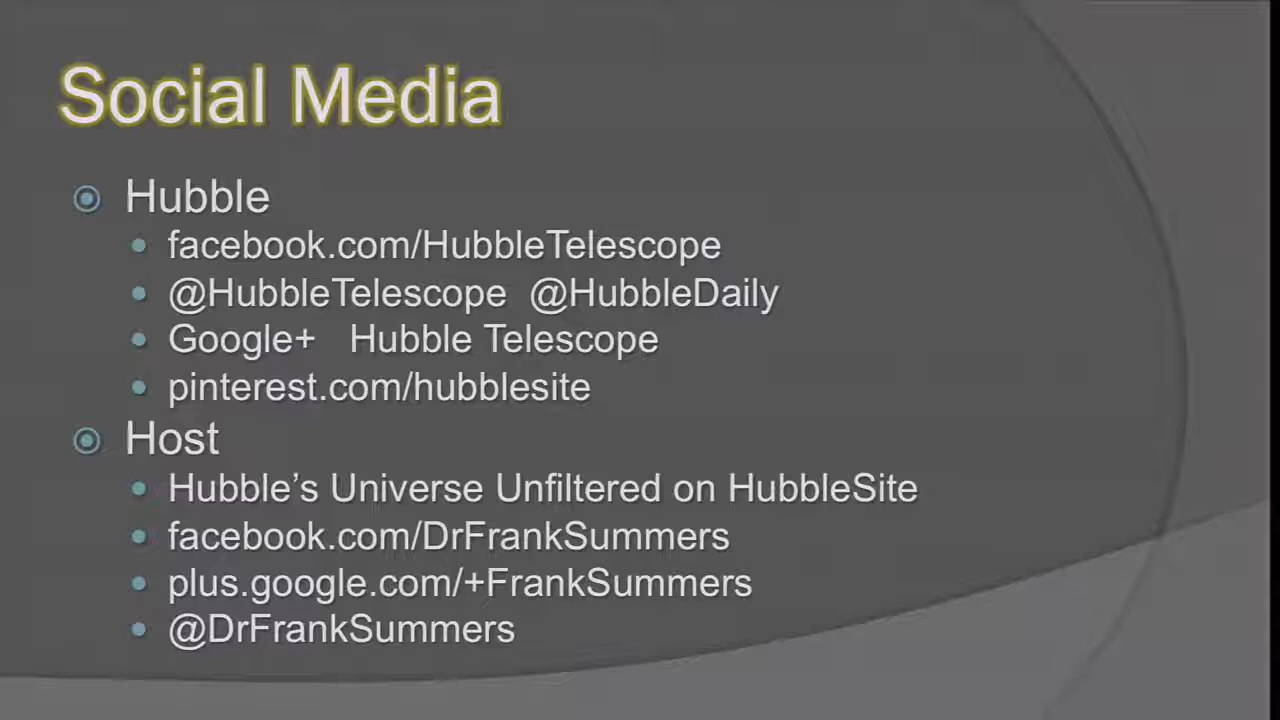 Social Media
Hubble
facebook.com/HubbleTelescope
@HubbleTelescope @HubbleDaily
Google+ Hubble Telescope
pinterest.com/hubblesite
Host
Hubble’s Universe Unfiltered on HubbleSite
facebook.com/DrFrankSummers
plus.google.com/+FrankSummers
@DrFrankSummers